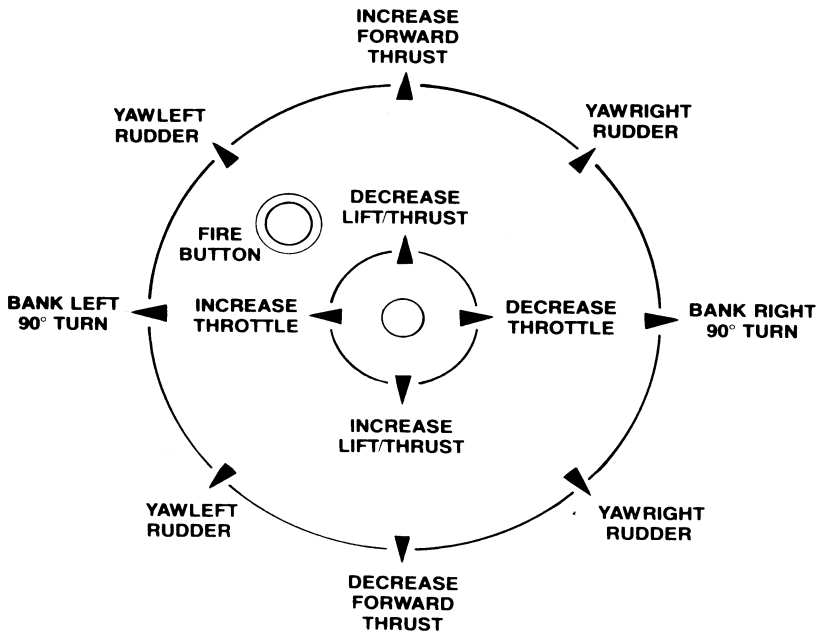 INCREASE
FORWARD
THRUST
YAWLEFT
RUDDER
YAWRIGHT
RUDDER
DECREASE
LIFT/THRUST
FIRE
BUTTON
BANK LEFT
90° TURN
INCREASE
THROTTLE
DECREASE
THROTTLE
BANK RIGHT
90° TURN
INCREASE
LIFT/THRUST
YAWLEFT
RUDDER
YAWRIGHT
RUDDER
DECREASE
FORWARD
THRUST